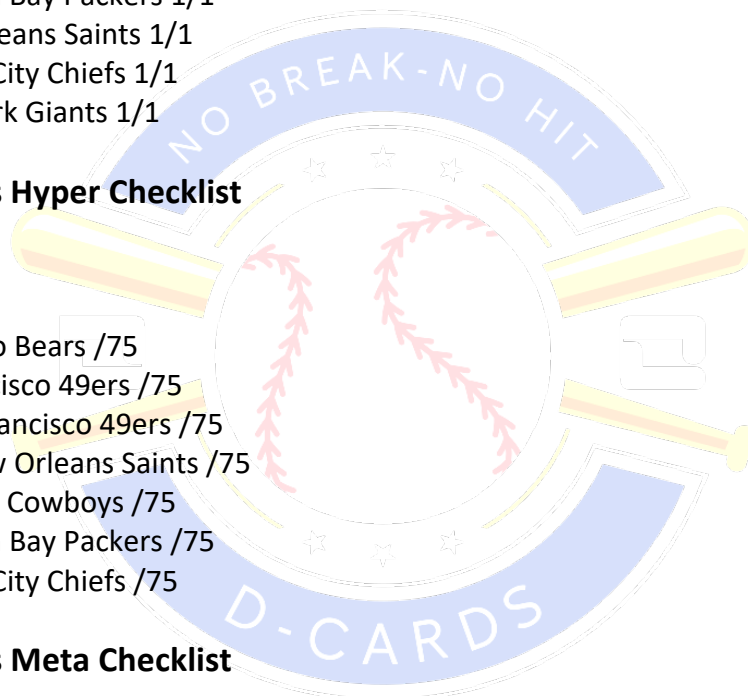 Bay Packers 1/1
eans Saints 1/1
City Chiefs 1/1
rk Giants 1/1
NO BREAK-NO HIT
s Hyper Checklist
o Bears /75
isco 49ers /75
ancisco 49ers /75
w Orleans Saints /75
Cowboys /75
Bay Packers /75
City Chiefs /75
D-CARDS
s Meta Checklist